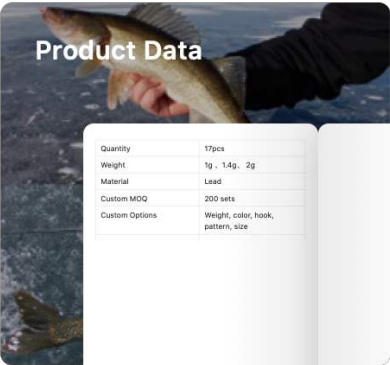 Product Data
Quantity 17pcs
Weight 1g 、1.4g、 2g
Material Lead
Custom MOQ 200 sets
Custom Options Weight, color, hook,
pattern, size